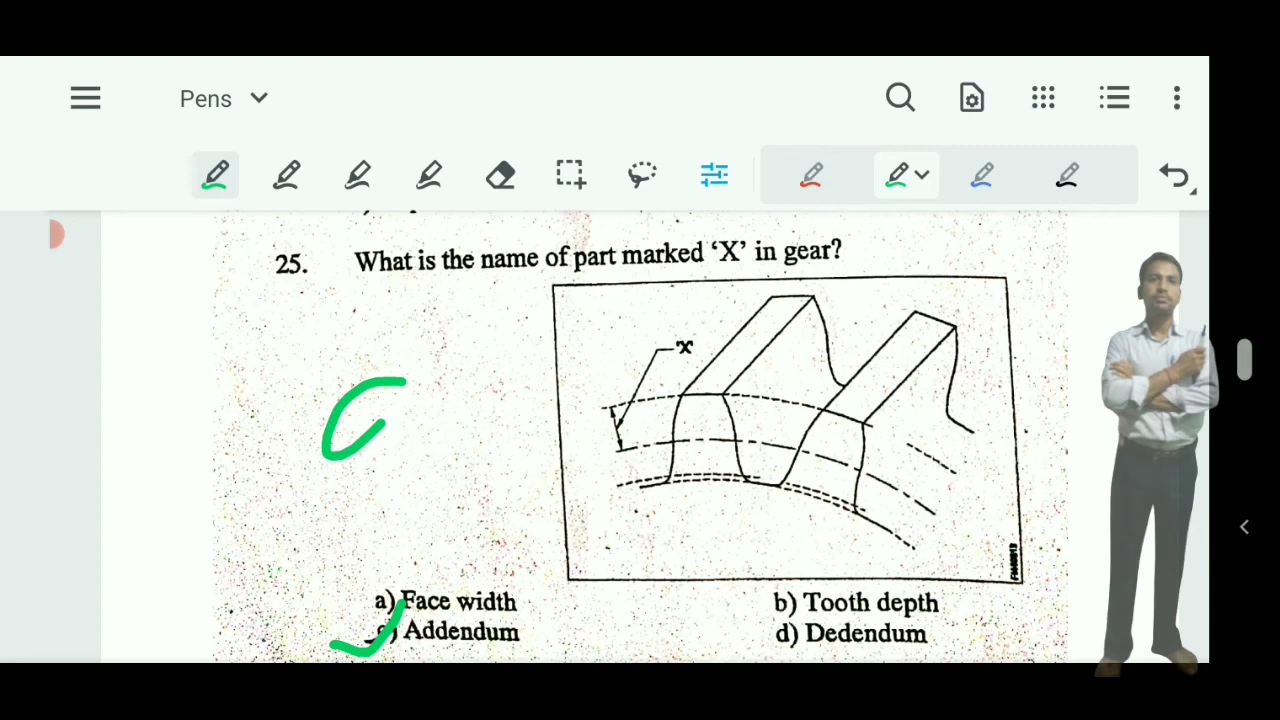 Pens
25. What is the name of part marked ‘X’ in gear?
'X'
a) Face width
b) Tooth depth
c) Addendum
d) Dedendum